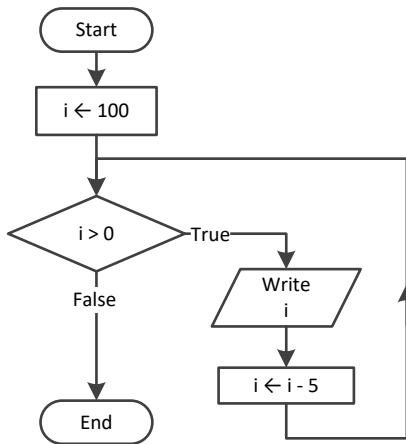 Start
i ← 100
i > 0
True
False
Write
i
i ← i - 5
End